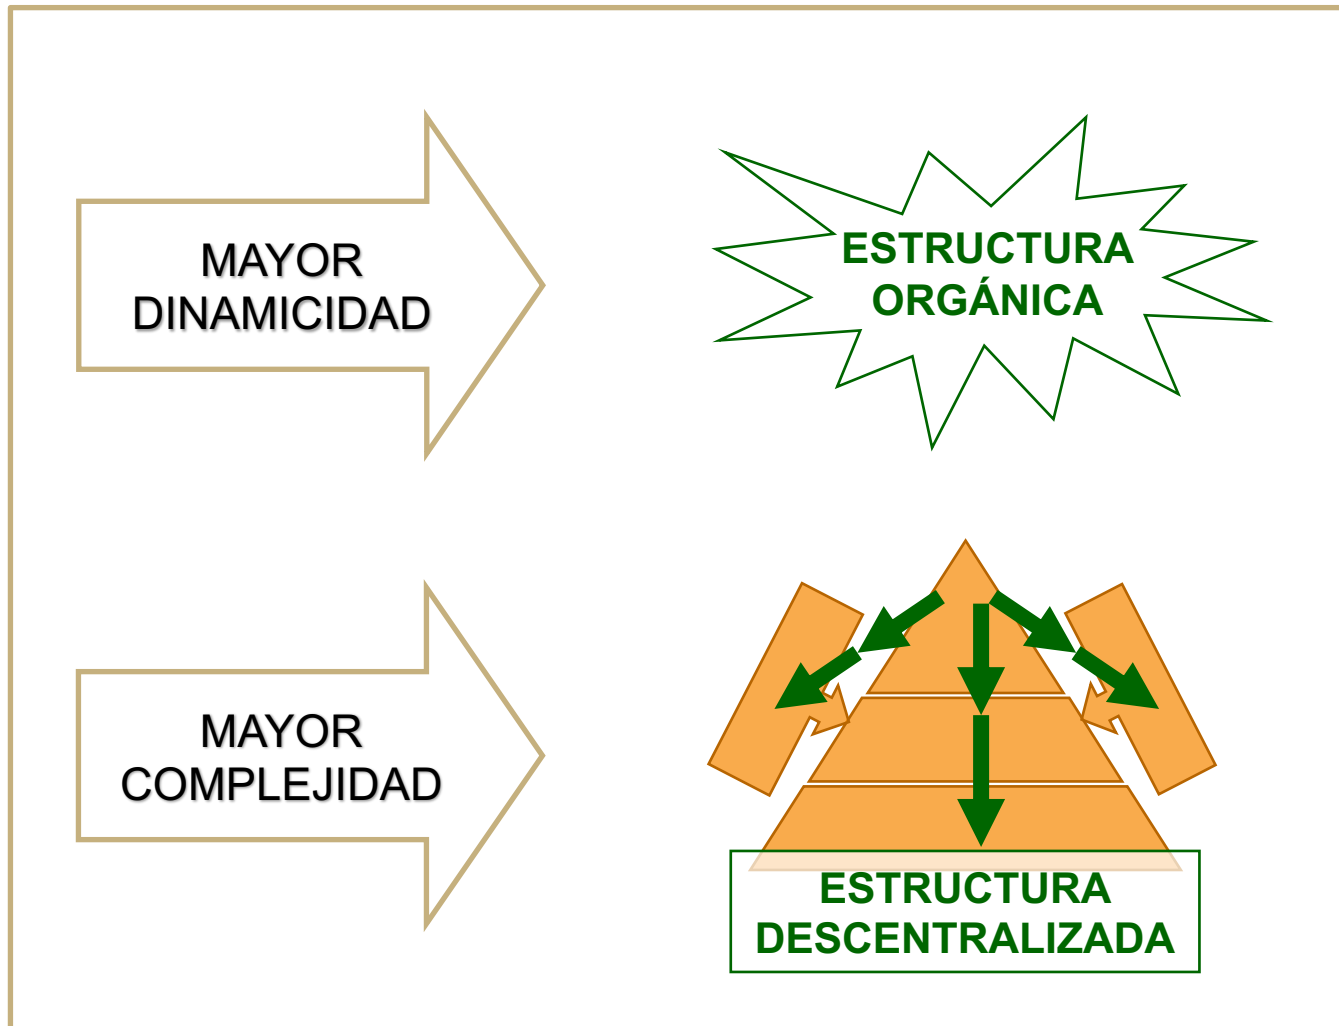 MAYOR
DINAMICIDAD
ESTRUCTURA
ORGÁNICA
MAYOR
COMPLEJIDAD
ESTRUCTURA
DESCENTRALIZADA